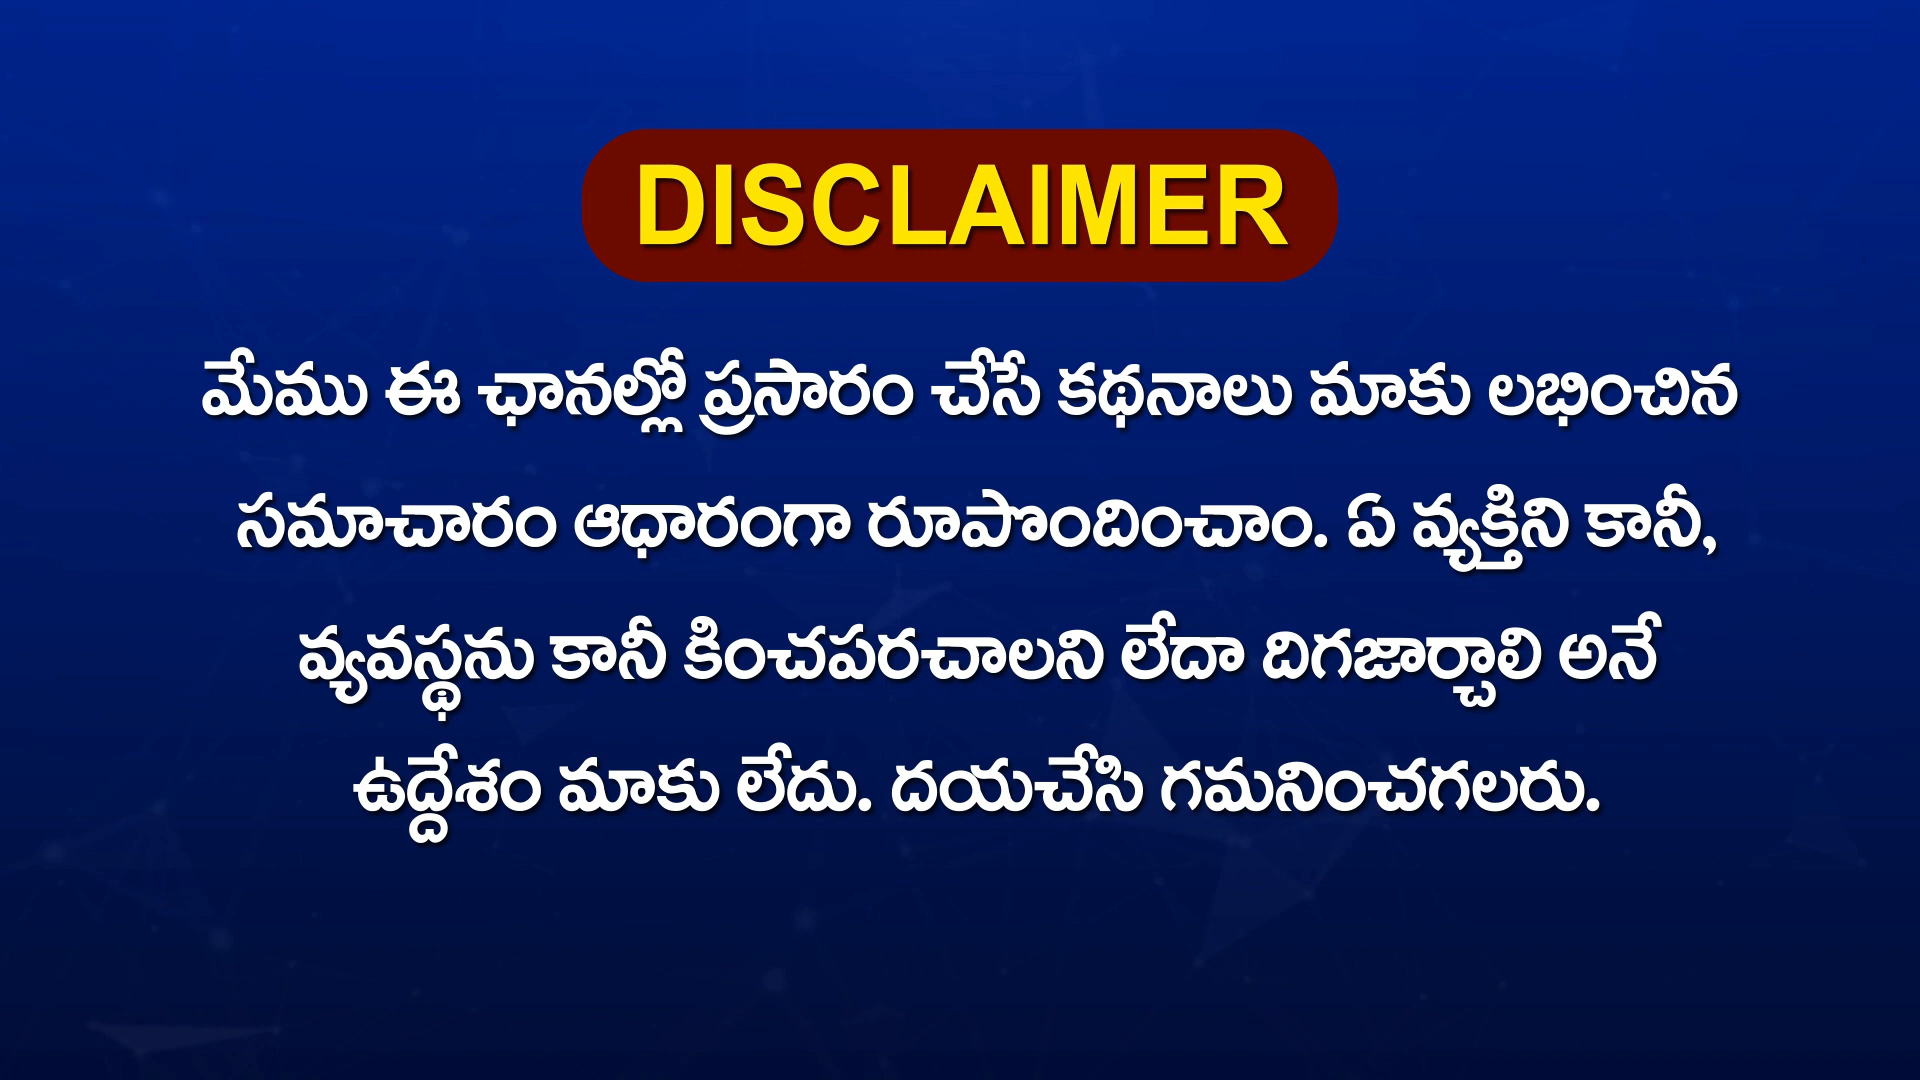 DISCLAIMER
మేము ఈ ఛానల్లో ప్రసారం చేసే కథనాలు మాకు లభించిన
సమాచారం ఆధారంగా రూపొందించాం. ఏ వ్యక్తిని కానీ,
వ్యవస్థను కానీ కించపరచాలని లేదా దిగజార్చాలి అనే
ఉద్దేశం మాకు లేదు. దయచేసి గమనించగలరు.